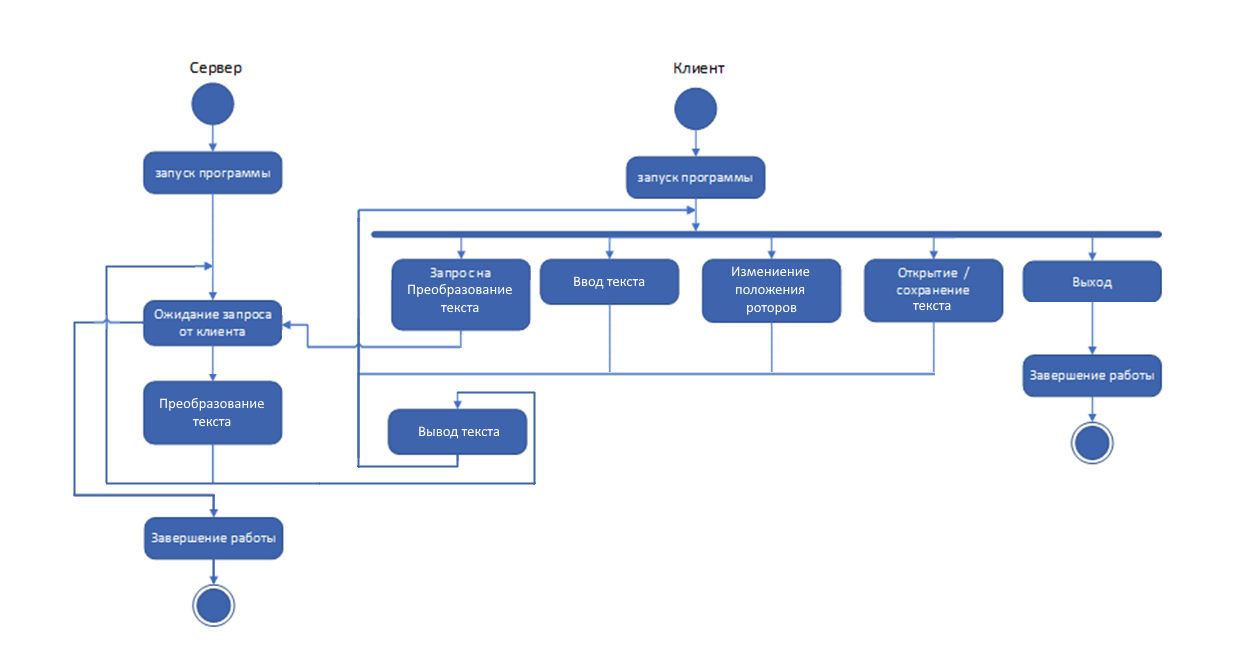 Сервер
Клиент
запуск программы
запуск программы
Запрос на
Преобразование
текста
Ввод текста
Изменениие
положения
роторов
Открытие /
сохранение
текста
Выход
Ожидание запроса
от клиента
Преобразование
текста
Вывод текста
Завершение работы
Завершение работы